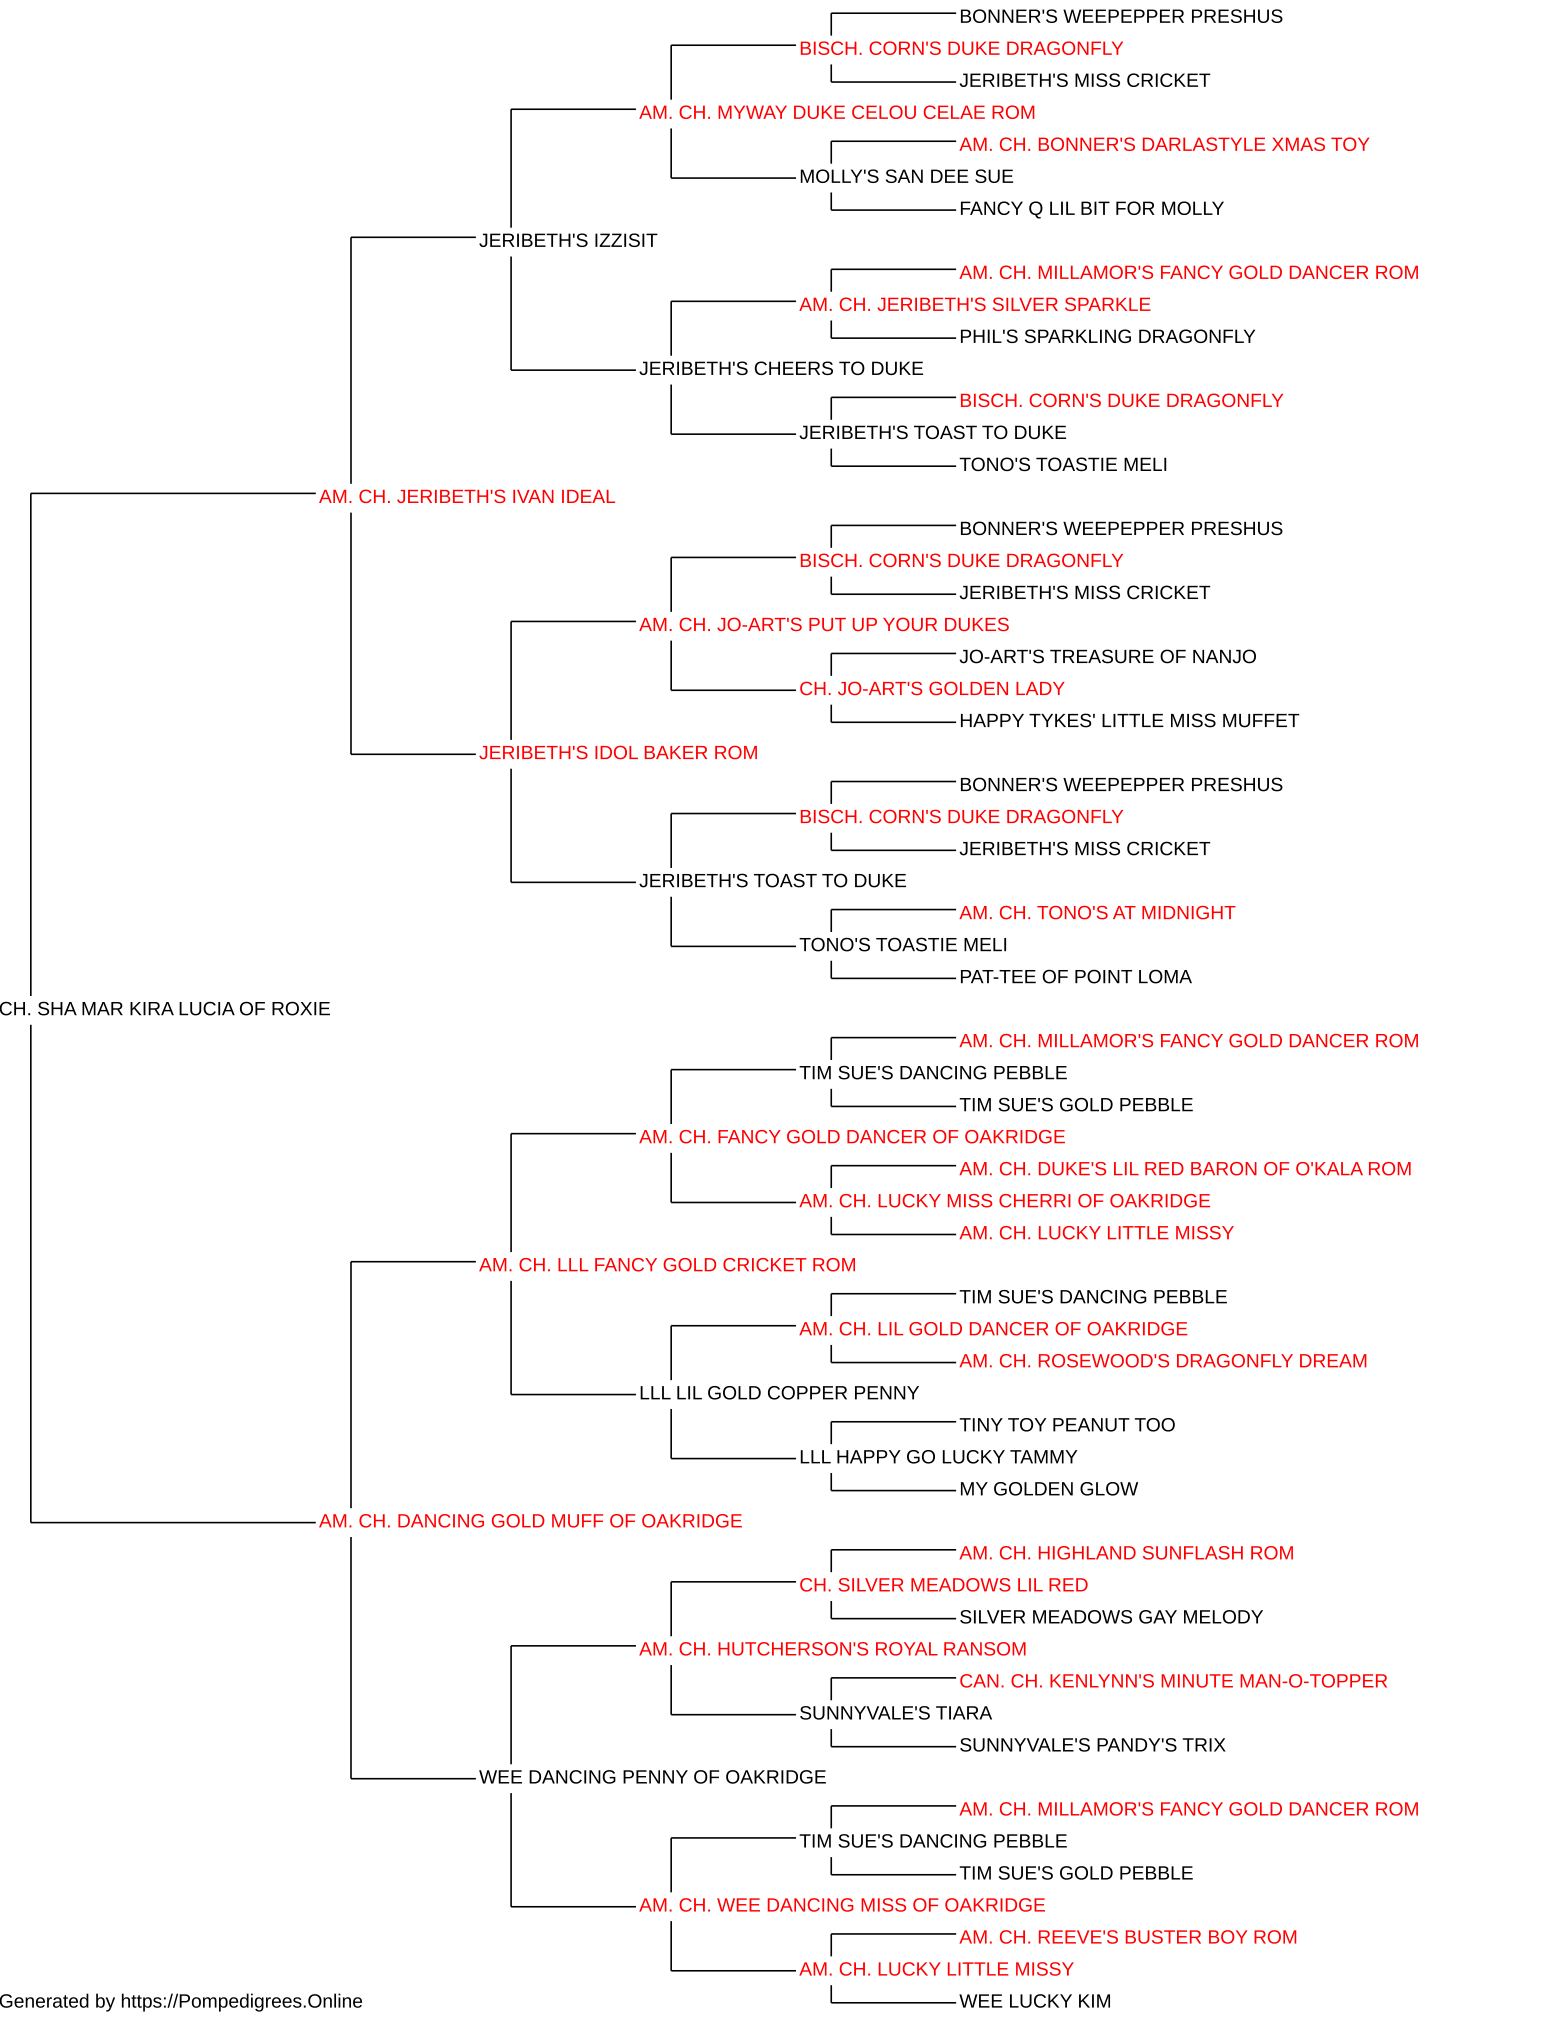 BONNER'S WEEPEPPER PRESHUS
BISCH. CORN'S DUKE DRAGONFLY
JERIBETH'S MISS CRICKET
AM. CH. MYWAY DUKE CELOU CELAE ROM
AM. CH. BONNER'S DARLASTYLE XMAS TOY
MOLLY'S SAN DEE SUE
FANCY Q LIL BIT FOR MOLLY
JERIBETH'S IZZISIT
AM. CH. MILLAMOR'S FANCY GOLD DANCER ROM
AM. CH. JERIBETH'S SILVER SPARKLE
PHIL'S SPARKLING DRAGONFLY
JERIBETH'S CHEERS TO DUKE
BISCH. CORN'S DUKE DRAGONFLY
JERIBETH'S TOAST TO DUKE
TONO'S TOASTIE MELI
AM. CH. JERIBETH'S IVAN IDEAL
BONNER'S WEEPEPPER PRESHUS
BISCH. CORN'S DUKE DRAGONFLY
JERIBETH'S MISS CRICKET
AM. CH. JO-ART'S PUT UP YOUR DUKES
JO-ART'S TREASURE OF NANJO
CH. JO-ART'S GOLDEN LADY
HAPPY TYKES' LITTLE MISS MUFFET
JERIBETH'S IDOL BAKER ROM
BONNER'S WEEPEPPER PRESHUS
BISCH. CORN'S DUKE DRAGONFLY
JERIBETH'S MISS CRICKET
JERIBETH'S TOAST TO DUKE
AM. CH. TONO'S AT MIDNIGHT
TONO'S TOASTIE MELI
PAT-TEE OF POINT LOMA
CH. SHA MAR KIRA LUCIA OF ROXIE
AM. CH. MILLAMOR'S FANCY GOLD DANCER ROM
TIM SUE'S DANCING PEBBLE
TIM SUE'S GOLD PEBBLE
AM. CH. FANCY GOLD DANCER OF OAKRIDGE
AM. CH. DUKE'S LIL RED BARON OF O'KALA ROM
AM. CH. LUCKY MISS CHERRI OF OAKRIDGE
AM. CH. LUCKY LITTLE MISSY
AM. CH. LLL FANCY GOLD CRICKET ROM
TIM SUE'S DANCING PEBBLE
AM. CH. LIL GOLD DANCER OF OAKRIDGE
AM. CH. ROSEWOOD'S DRAGONFLY DREAM
LLL LIL GOLD COPPER PENNY
TINY TOY PEANUT TOO
LLL HAPPY GO LUCKY TAMMY
MY GOLDEN GLOW
AM. CH. DANCING GOLD MUFF OF OAKRIDGE
AM. CH. HIGHLAND SUNFLASH ROM
CH. SILVER MEADOWS LIL RED
SILVER MEADOWS GAY MELODY
AM. CH. HUTCHERSON'S ROYAL RANSOM
CAN. CH. KENLYNN'S MINUTE MAN-O-TOPPER
SUNNYVALE'S TIARA
SUNNYVALE'S PANDY'S TRIX
WEE DANCING PENNY OF OAKRIDGE
AM. CH. MILLAMOR'S FANCY GOLD DANCER ROM
TIM SUE'S DANCING PEBBLE
TIM SUE'S GOLD PEBBLE
AM. CH. WEE DANCING MISS OF OAKRIDGE
AM. CH. REEVE'S BUSTER BOY ROM
AM. CH. LUCKY LITTLE MISSY
WEE LUCKY KIM
Generated by https://Pompedigrees.Online